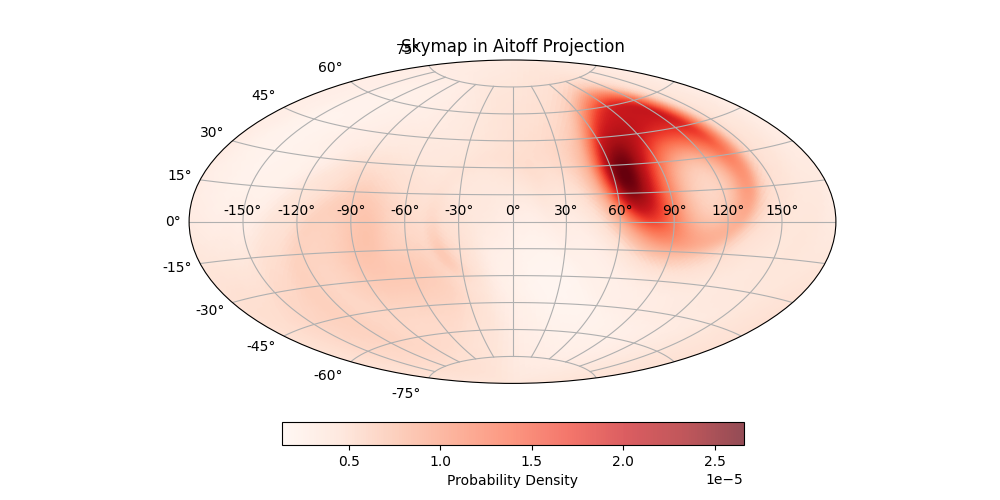 Skymap in Aitoff Projection
75°
60°
45°
30°
15°
-150° -120° -90° -60° -30° 0° 30° 60° 90° 120° 150°
0°
-15°
-30°
-45°
-60°
-75°
0.5 1.0 1.5 2.0 2.5
1e−5
Probability Density